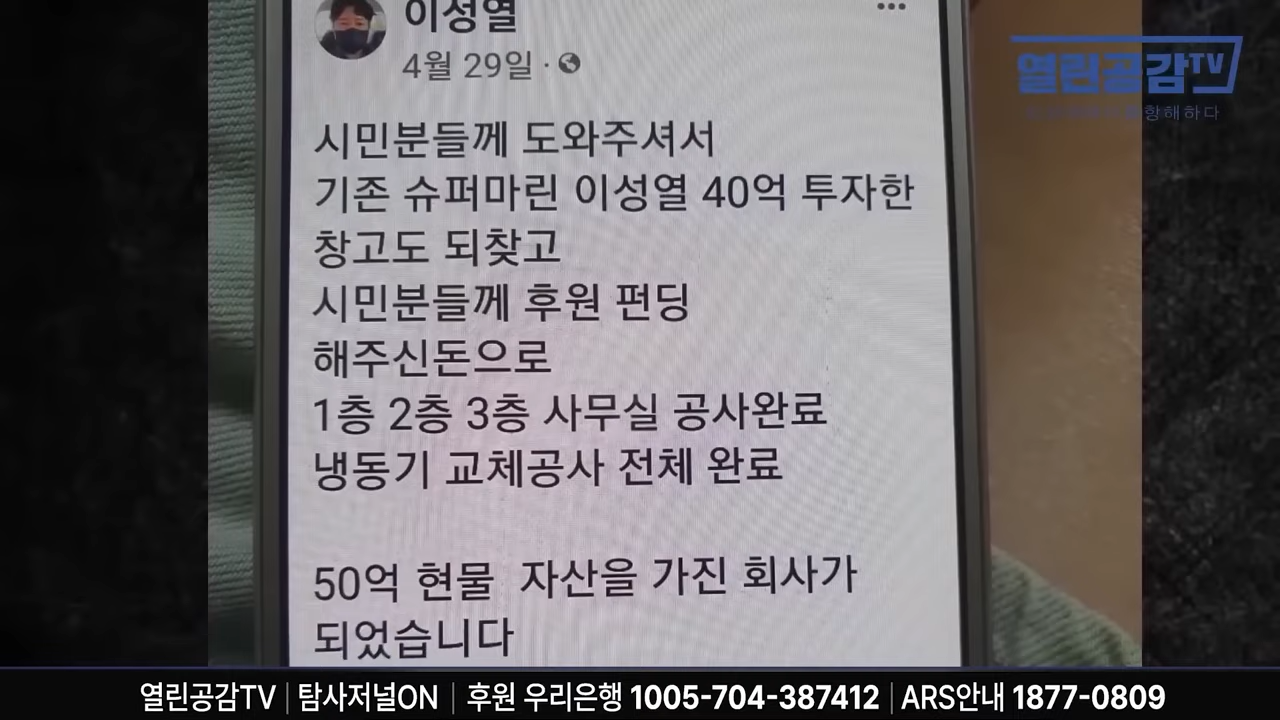 이성열
4월 29일 ·
열린공감TV
향해하다
시민분들께 도와주셔서
기존 슈퍼마린 이성열 40억 투자한
창고도 되찾고
시민분들께 후원 펀딩
해주신돈으로
1층 2층 3층 사무실 공사완료
냉동기 교체공사 전체 완료
50억 현물 자산을 가진 회사가
되었습니다
열린공감TV | 탐사저널ON | 후원 우리은행 1005-704-387412 | ARS안내 1877-0809